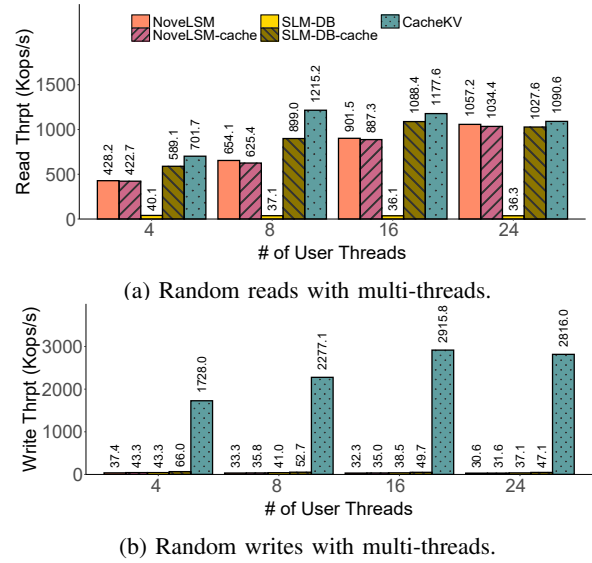 NoveLSM SLM-DB CacheKV
NoveLSM-cache SLM-DB-cache
Read Thrpt (Kops/s)
1500
1000
500
0
428.2 422.7 40.1 589.1 701.7
654.1 625.4 37.1 899.0 1215.2
901.5 887.3 36.1 1088.4 1177.6
1057.2 1034.4 36.3 1027.6 1090.6
4 8 16 24
# of User Threads
(a) Random reads with multi-threads.
Write Thrpt (Kops/s)
3000
2000
1000
0
37.4 43.3 43.3 66.0 1728.0
33.3 35.8 41.0 52.7 2277.1
32.3 35.0 38.5 49.7 2915.8
30.6 31.6 37.1 47.1 2816.0
4 8 16 24
# of User Threads
(b) Random writes with multi-threads.